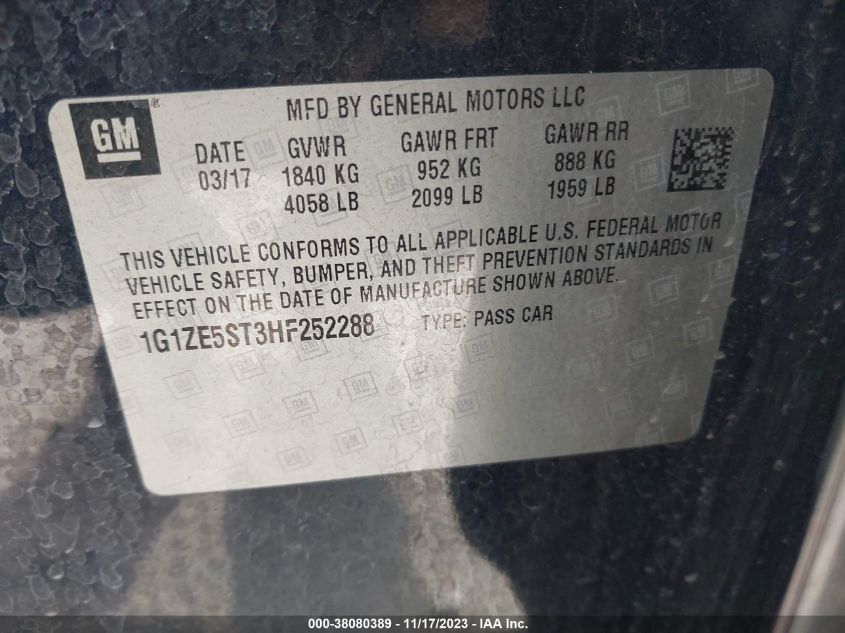 GM
®
MFD BY GENERAL MOTORS LLC
DATE GVWR GAWR FRT GAWR RR
03/17 1840 KG 952 KG 888 KG
4058 LB 2099 LB 1959 LB
THIS VEHICLE CONFORMS TO ALL APPLICABLE U.S. FEDERAL MOTOR
VEHICLE SAFETY, BUMPER, AND THEFT PREVENTION STANDARDS IN
EFFECT ON THE DATE OF MANUFACTURE SHOWN ABOVE.
1G1ZE5ST3HF252288 TYPE: PASS CAR
000-38080389 - 11/17/2023 - IAA Inc.